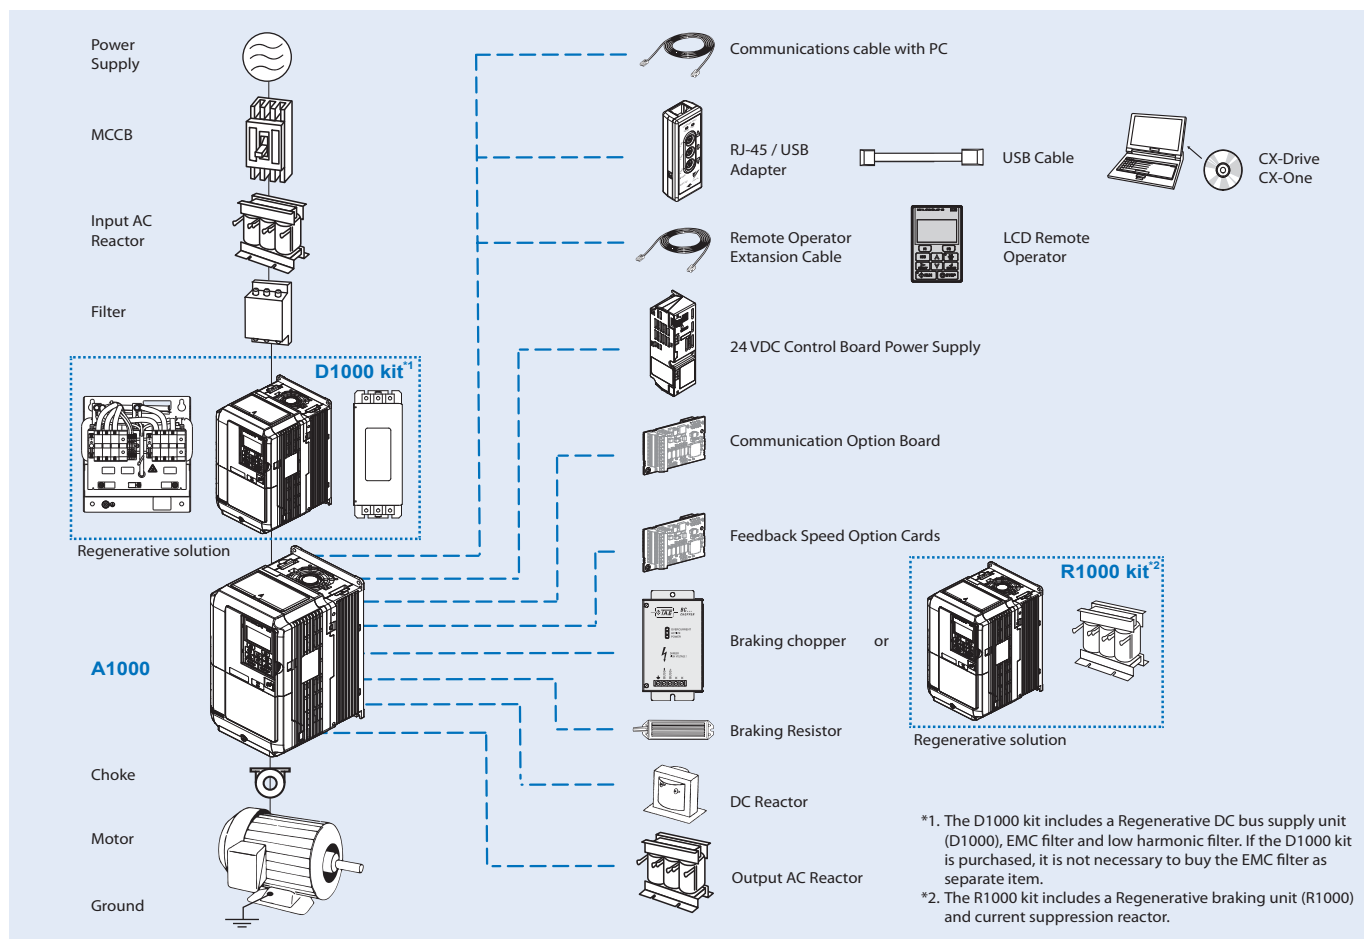 Power
Supply
MCCB
Input AC
Reactor
Filter
D1000 kit*1
Regenerative solution
A1000
Choke
Motor
Ground
Communications cable with PC
RJ-45 / USB
Adapter
USB Cable
CX-Drive
CX-One
Remote Operator
Extansion Cable
LCD Remote
Operator
24 VDC Control Board Power Supply
Communication Option Board
Feedback Speed Option Cards
Braking chopper or
R1000 kit*2
Regenerative solution
Braking Resistor
DC Reactor
Output AC Reactor
*1. The D1000 kit includes a Regenerative DC bus supply unit
(D1000), EMC filter and low harmonic filter. If the D1000 kit
is purchased, it is not necessary to buy the EMC filter as
separate item.
*2. The R1000 kit includes a Regenerative braking unit (R1000)
and current suppression reactor.